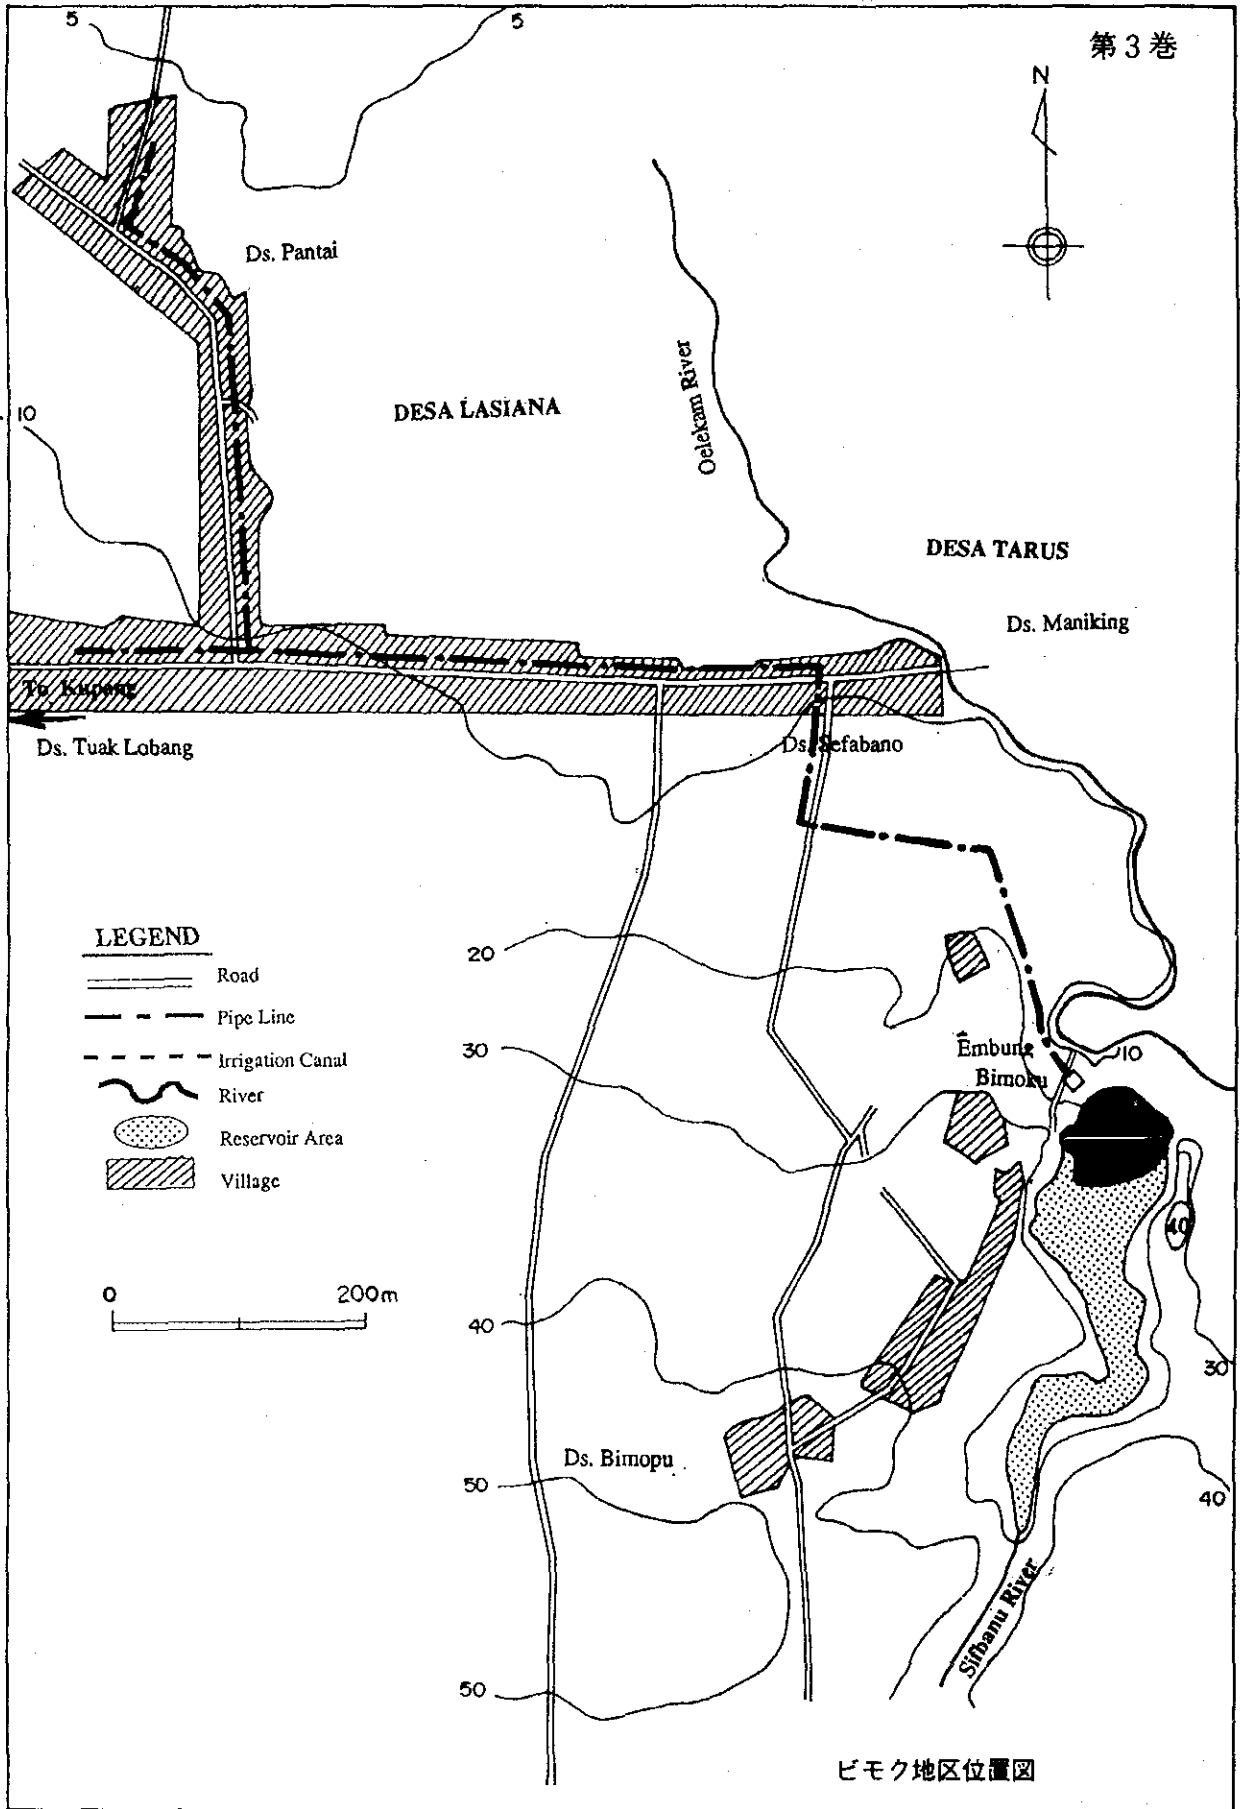 5
5
第3巻
N
Ds. Pantai
10
DESA LASIANA
Oelekam River
DESA TARUS
Ds. Maniking
To Kupang
Ds. Tuak Lobang
Ds. Sefabano
LEGEND
Road
Pipe Line
Irrigation Canal
River
Reservoir Area
Village
20
30
Embung
Bimoku
10
40
0
200m
40
30
Ds. Bimopu
50
40
Sifbanu River
50
ビモク地区位置図